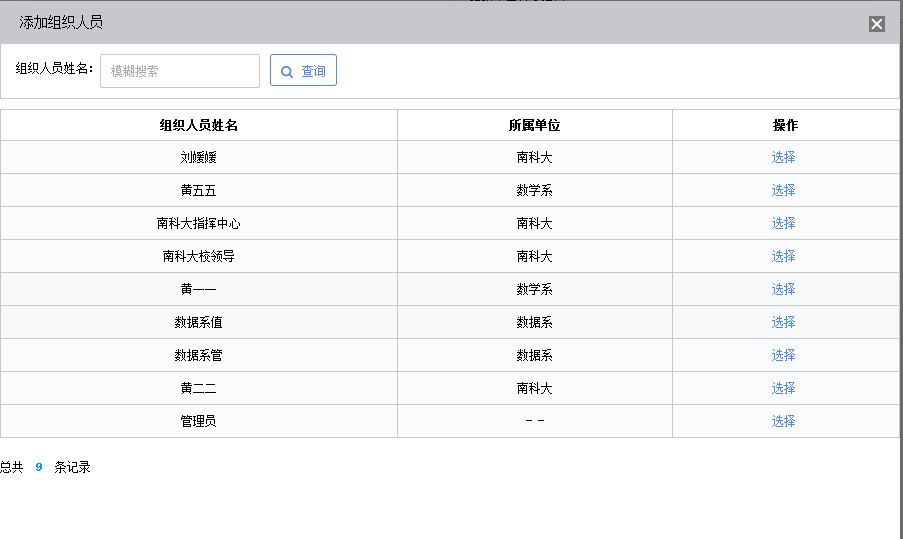 添加组织人员
组织人员姓名： 模糊搜索 查询
组织人员姓名 所属单位 操作
刘媛媛 南科大 选择
黄五五 数学系 选择
南科大指挥中心 南科大 选择
南科大校领导 南科大 选择
黄一一 数学系 选择
数据系值 数据系 选择
数据系管 数据系 选择
黄二二 南科大 选择
管理员 - - 选择
总共 9 条记录